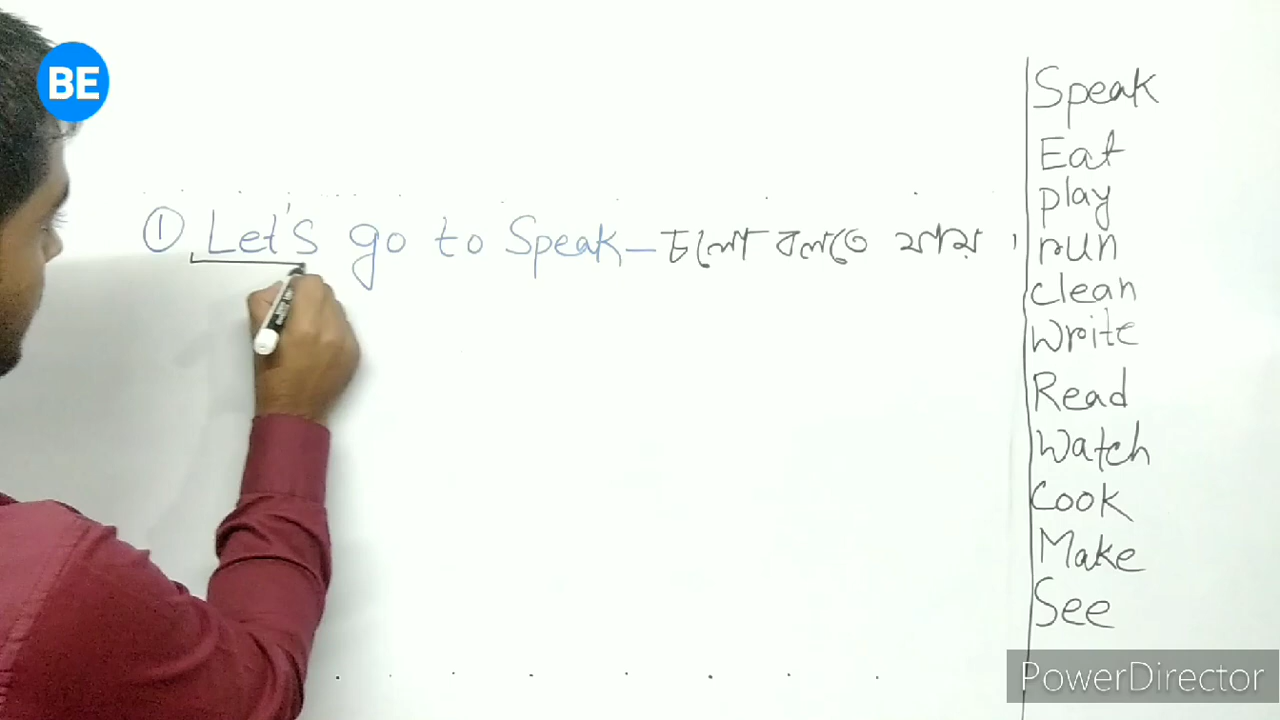 BE
① Let's go to Speak – চলো বলতে যায় ।
Speak
Eat
play
run
clean
Write
Read
Watch
Cook
Make
See
PowerDirector